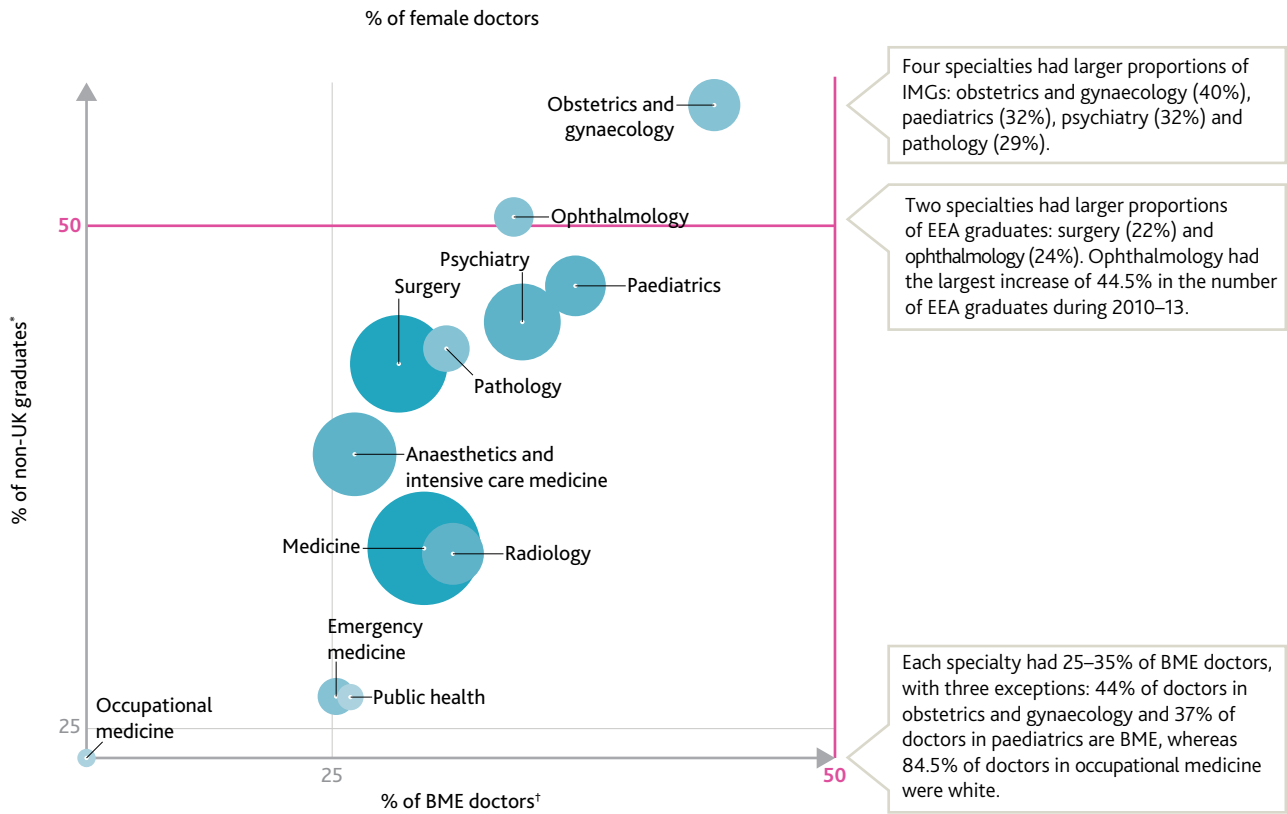 % of female doctors
Obstetrics and
gynaecology
50
Ophthalmology
Psychiatry
Paediatrics
Surgery
Pathology
% of non-UK graduates*
Anaesthetics and
intensive care medicine
Medicine
Radiology
Emergency
medicine
Public health
Occupational
medicine
25
25
50
% of BME doctors†
Four specialties had larger proportions of
IMGs: obstetrics and gynaecology (40%),
paediatrics (32%), psychiatry (32%) and
pathology (29%).
Two specialties had larger proportions
of EEA graduates: surgery (22%) and
ophthalmology (24%). Ophthalmology had
the largest increase of 44.5% in the number
of EEA graduates during 2010–13.
Each specialty had 25–35% of BME doctors,
with three exceptions: 44% of doctors in
obstetrics and gynaecology and 37% of
doctors in paediatrics are BME, whereas
84.5% of doctors in occupational medicine
were white.